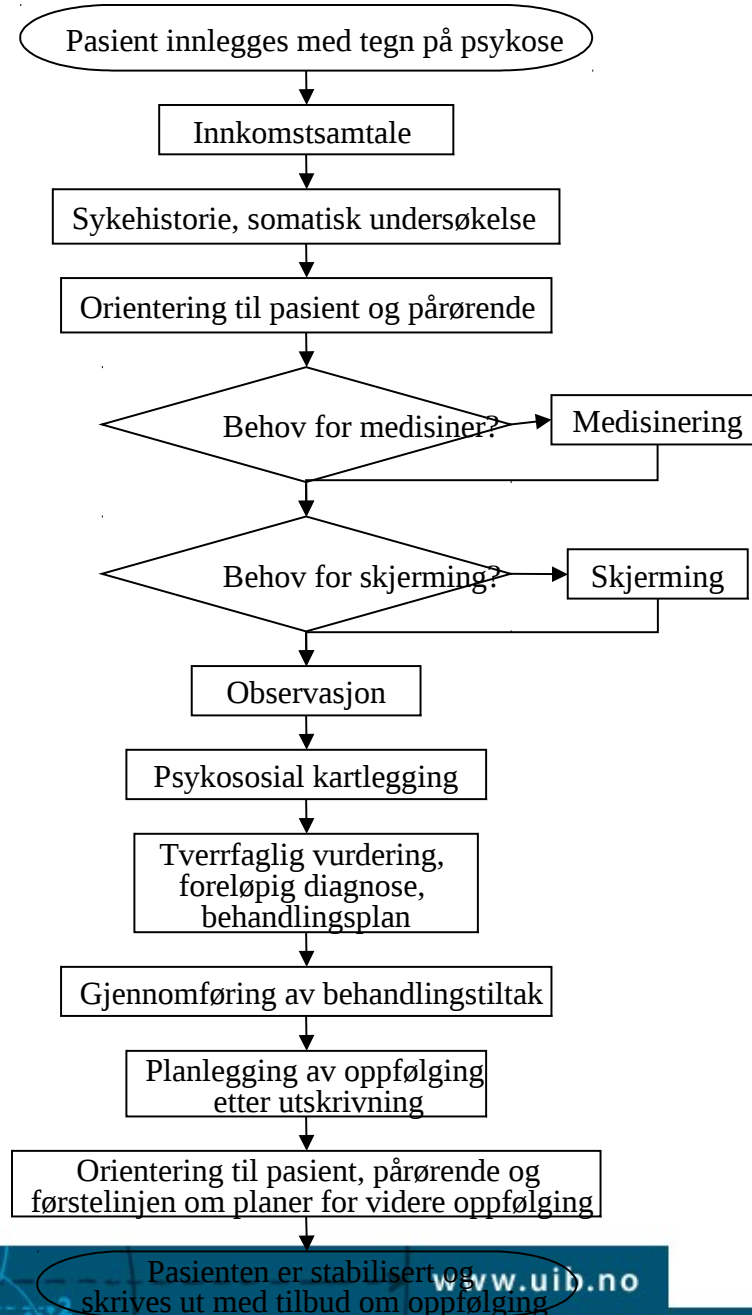 Pasient innlegges med tegn på psykose
Innkomstsamtale
Sykehistorie, somatisk undersøkelse
Orientering til pasient og pårørende
Behov for medisiner?
Medisinering
Behov for skjerming?
Skjerming
Observasjon
Psykososial kartlegging
Tverrfaglig vurdering,
foreløpig diagnose,
behandlingsplan
Gjennomføring av behandlingstiltak
Planlegging av oppfølging
etter utskrivning
Orientering til pasient, pårørende og
førstelinjen om planer for videre oppfølging
Pasienten er stabilisert og
www.uib.no
skrives ut med tilbud om oppfølging